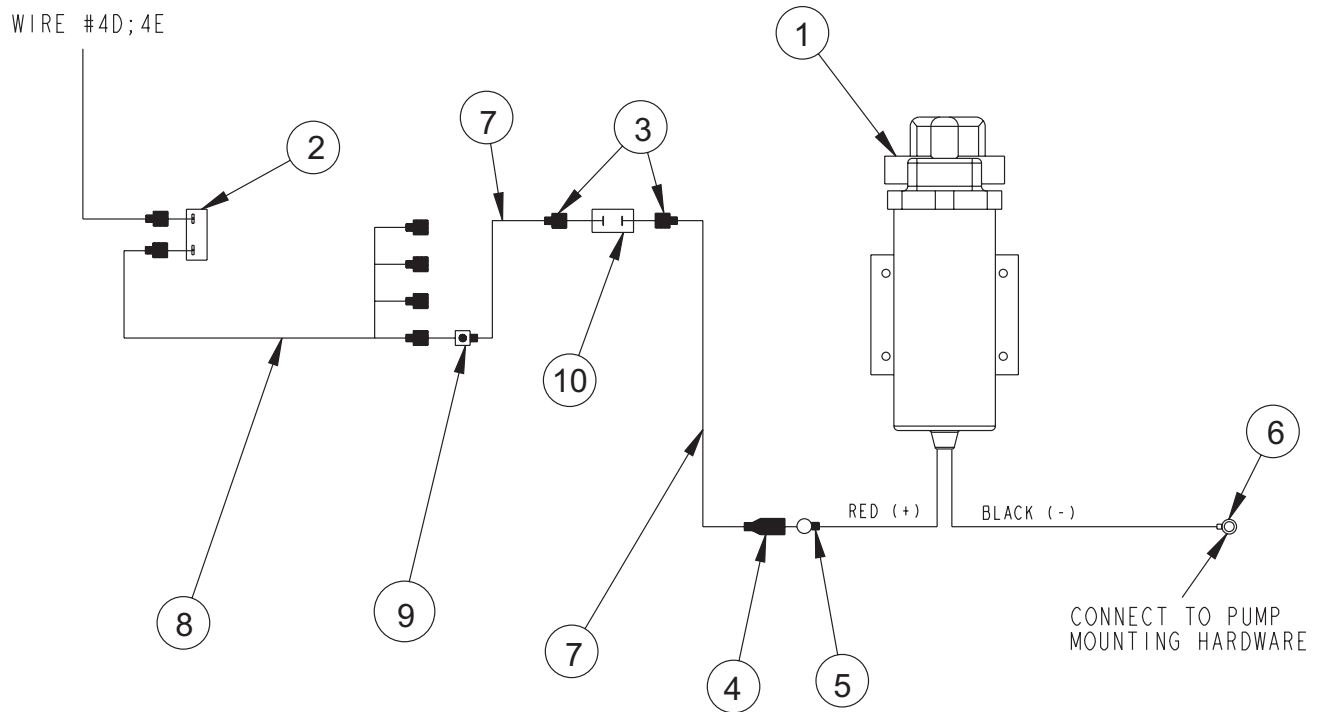 WIRE #4D;4E
1
2
7
3
10
6
RED (+)
BLACK (-)
8
9
7
4
5
CONNECT TO PUMP
MOUNTING HARDWARE